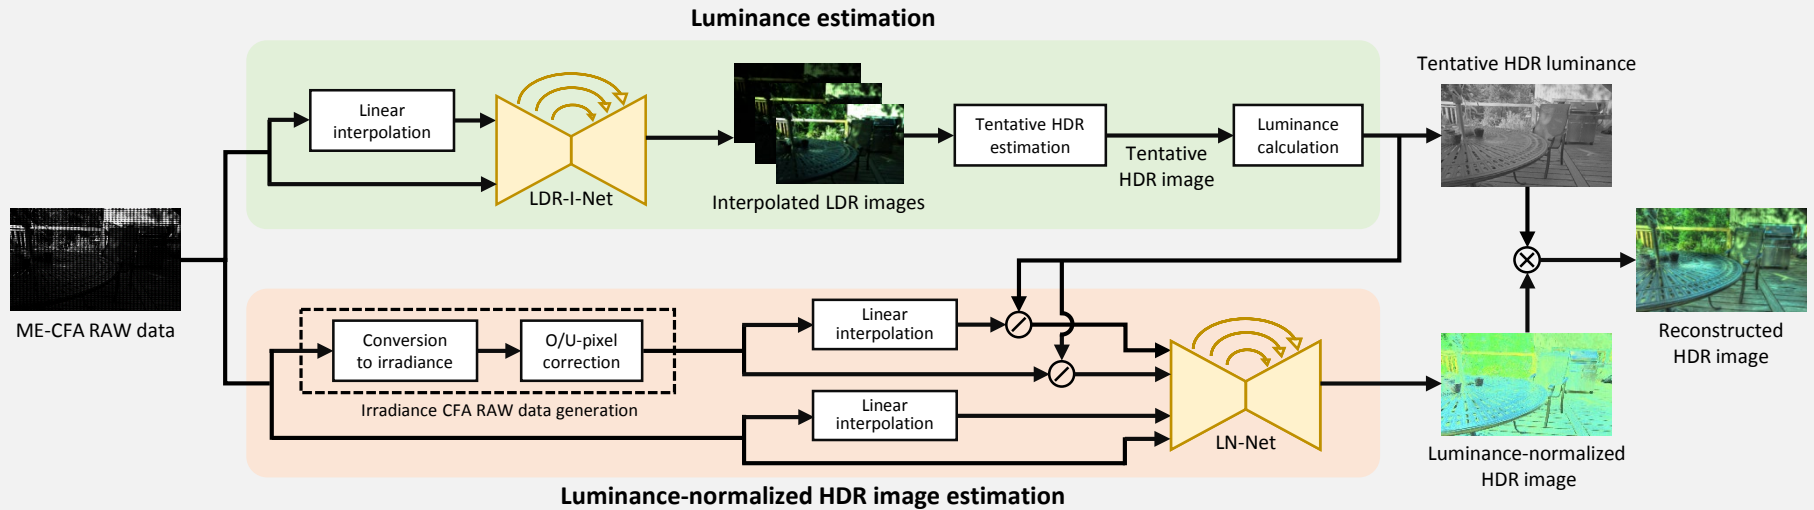 Luminance estimation
Linear
interpolation
LDR-I-Net
Interpolated LDR images
Tentative HDR
estimation
Tentative
HDR image
Luminance
calculation
Tentative HDR luminance
ME-CFA RAW data
Conversion
to irradiance
O/U-pixel
correction
Irradiance CFA RAW data generation
Linear
interpolation
Linear
interpolation
LN-Net
Luminance-normalized
HDR image
Reconstructed
HDR image
Luminance-normalized HDR image estimation